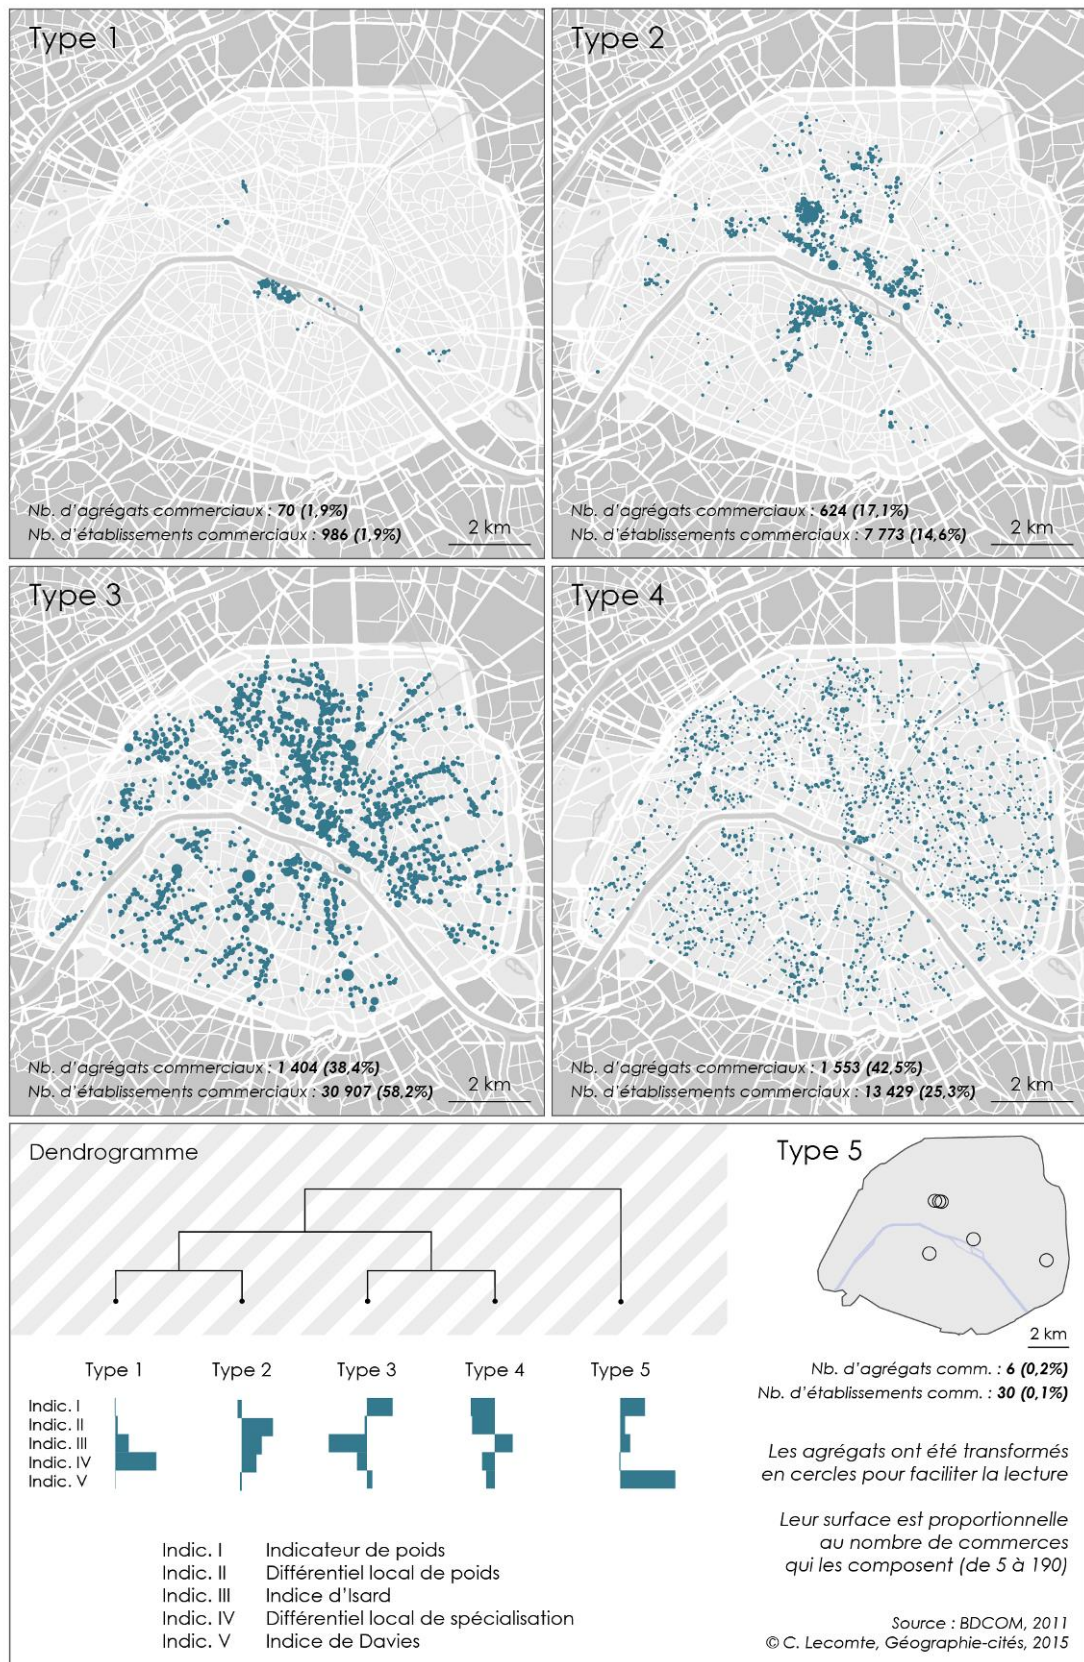 Type 1
Nb. d'agrégats commerciaux : 70 (1,9%)
Nb. d'établissements commerciaux : 986 (1,9%)
2 km
Type 2
Nb. d'agrégats commerciaux : 624 (17,1%)
Nb. d'établissements commerciaux : 7 773 (14,6%)
2 km
Type 3
Nb. d'agrégats commerciaux : 1 404 (38,4%)
Nb. d'établissements commerciaux : 30 907 (58,2%)
2 km
Type 4
Nb. d'agrégats commerciaux : 1 553 (42,5%)
Nb. d'établissements commerciaux : 13 429 (25,3%)
2 km
Dendrogramme
Type 1
Type 2
Type 3
Type 4
Type 5
Indic. I
Indic. II
Indic. III
Indic. IV
Indic. V
Indic. I Indicateur de poids
Indic. II Différentiel local de poids
Indic. III Indice d'Isard
Indic. IV Différentiel local de spécialisation
Indic. V Indice de Davies
Type 5
2 km
Nb. d'agrégats comm. : 6 (0,2%)
Nb. d'établissements comm. : 30 (0,1%)
Les agrégats ont été transformés
en cercles pour faciliter la lecture
Leur surface est proportionnelle
au nombre de commerces
qui les composent (de 5 à 190)
Source : BDCOM, 2011
© C. Lecomte, Géographie-cités, 2015